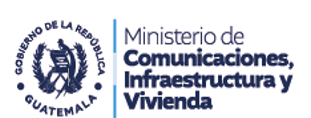 GOBIERNO DE LA REPÚBLICA
GUATEMALA
Ministerio de
Comunicaciones,
Infraestructura y
Vivienda